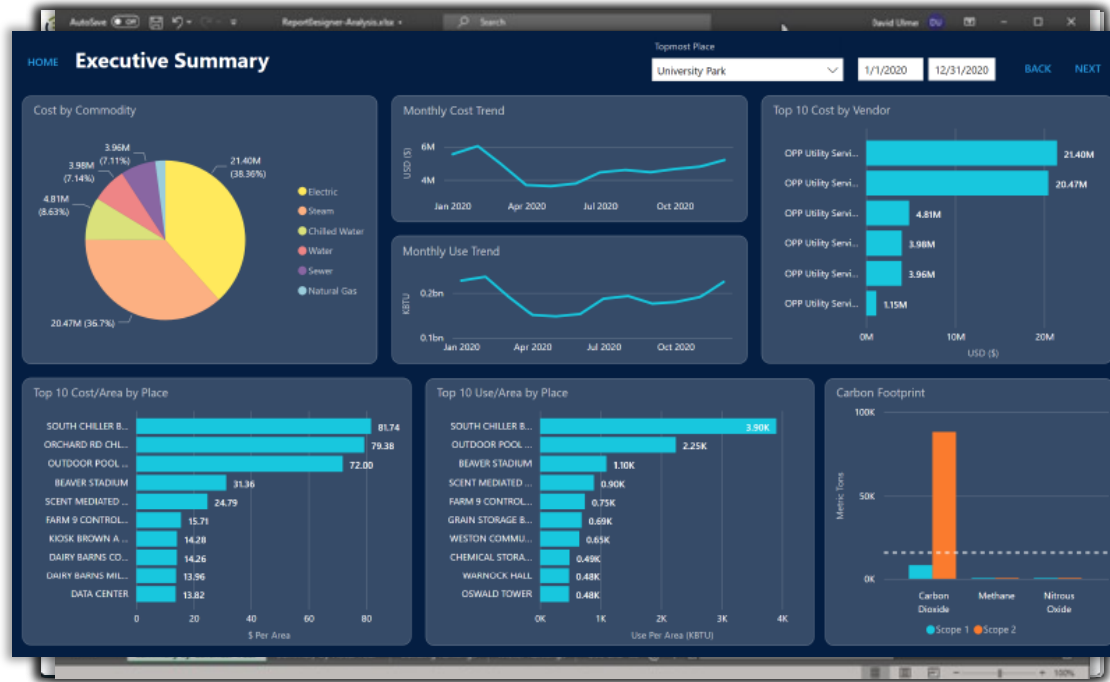 AutoSave Off
ReportDesigner-Analysis.xlsx
Search
David Ulmer DU
HOME
Executive Summary
Topmost Place
University Park
1/1/2020
12/31/2020
BACK
NEXT
Cost by Commodity
3.96M
(7.11%)
3.98M
(7.14%)
4.81M
(8.63%)
21.40M
(38.36%)
20.47M (36.7%)
Electric
Steam
Chilled Water
Water
Sewer
Natural Gas
Monthly Cost Trend
USD ($)
6M
4M
Jan 2020 Apr 2020 Jul 2020 Oct 2020
Monthly Use Trend
KBTU
0.2bn
0.1bn
Jan 2020 Apr 2020 Jul 2020 Oct 2020
Top 10 Cost by Vendor
OPP Utility Servi... 21.40M
OPP Utility Servi... 20.47M
OPP Utility Servi... 4.81M
OPP Utility Servi... 3.98M
OPP Utility Servi... 3.96M
OPP Utility Servi... 1.15M
0M 10M 20M
USD ($)
Top 10 Cost/Area by Place
SOUTH CHILLER B... 81.74
ORCHARD RD CHL... 79.38
OUTDOOR POOL ... 72.00
BEAVER STADIUM 31.36
SCENT MEDIATED ... 24.79
FARM 9 CONTROL... 15.71
KIOSK BROWN A ... 14.28
DAIRY BARNS CO... 14.26
DAIRY BARNS MIL... 13.96
DATA CENTER 13.82
0 20 40 60 80
$ Per Area
Top 10 Use/Area by Place
SOUTH CHILLER B... 3.90K
OUTDOOR POOL ... 2.25K
BEAVER STADIUM 1.10K
SCENT MEDIATED ... 0.90K
FARM 9 CONTROL... 0.75K
GRAIN STORAGE B... 0.69K
WESTON COMMU... 0.65K
CHEMICAL STORA... 0.49K
WARNOCK HALL 0.48K
OSWALD TOWER 0.48K
0K 1K 2K 3K 4K
Use Per Area (KBTU)
Carbon Footprint
Metric Tons
100K
50K
0K
Carbon
Dioxide
Methane
Nitrous
Oxide
Scope 1 Scope 2
100%